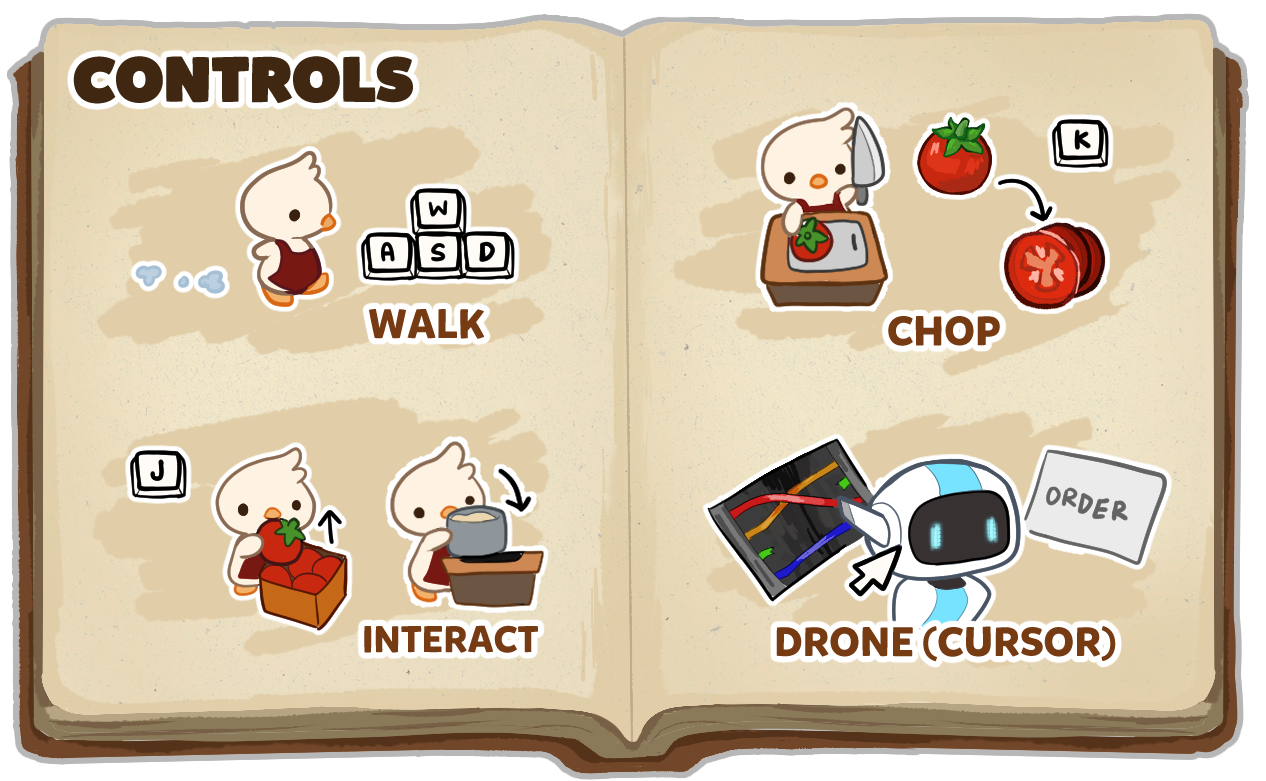 CONTROLS
W
A S D
WALK
J
INTERACT
K
CHOP
ORDER
DRONE (CURSOR)